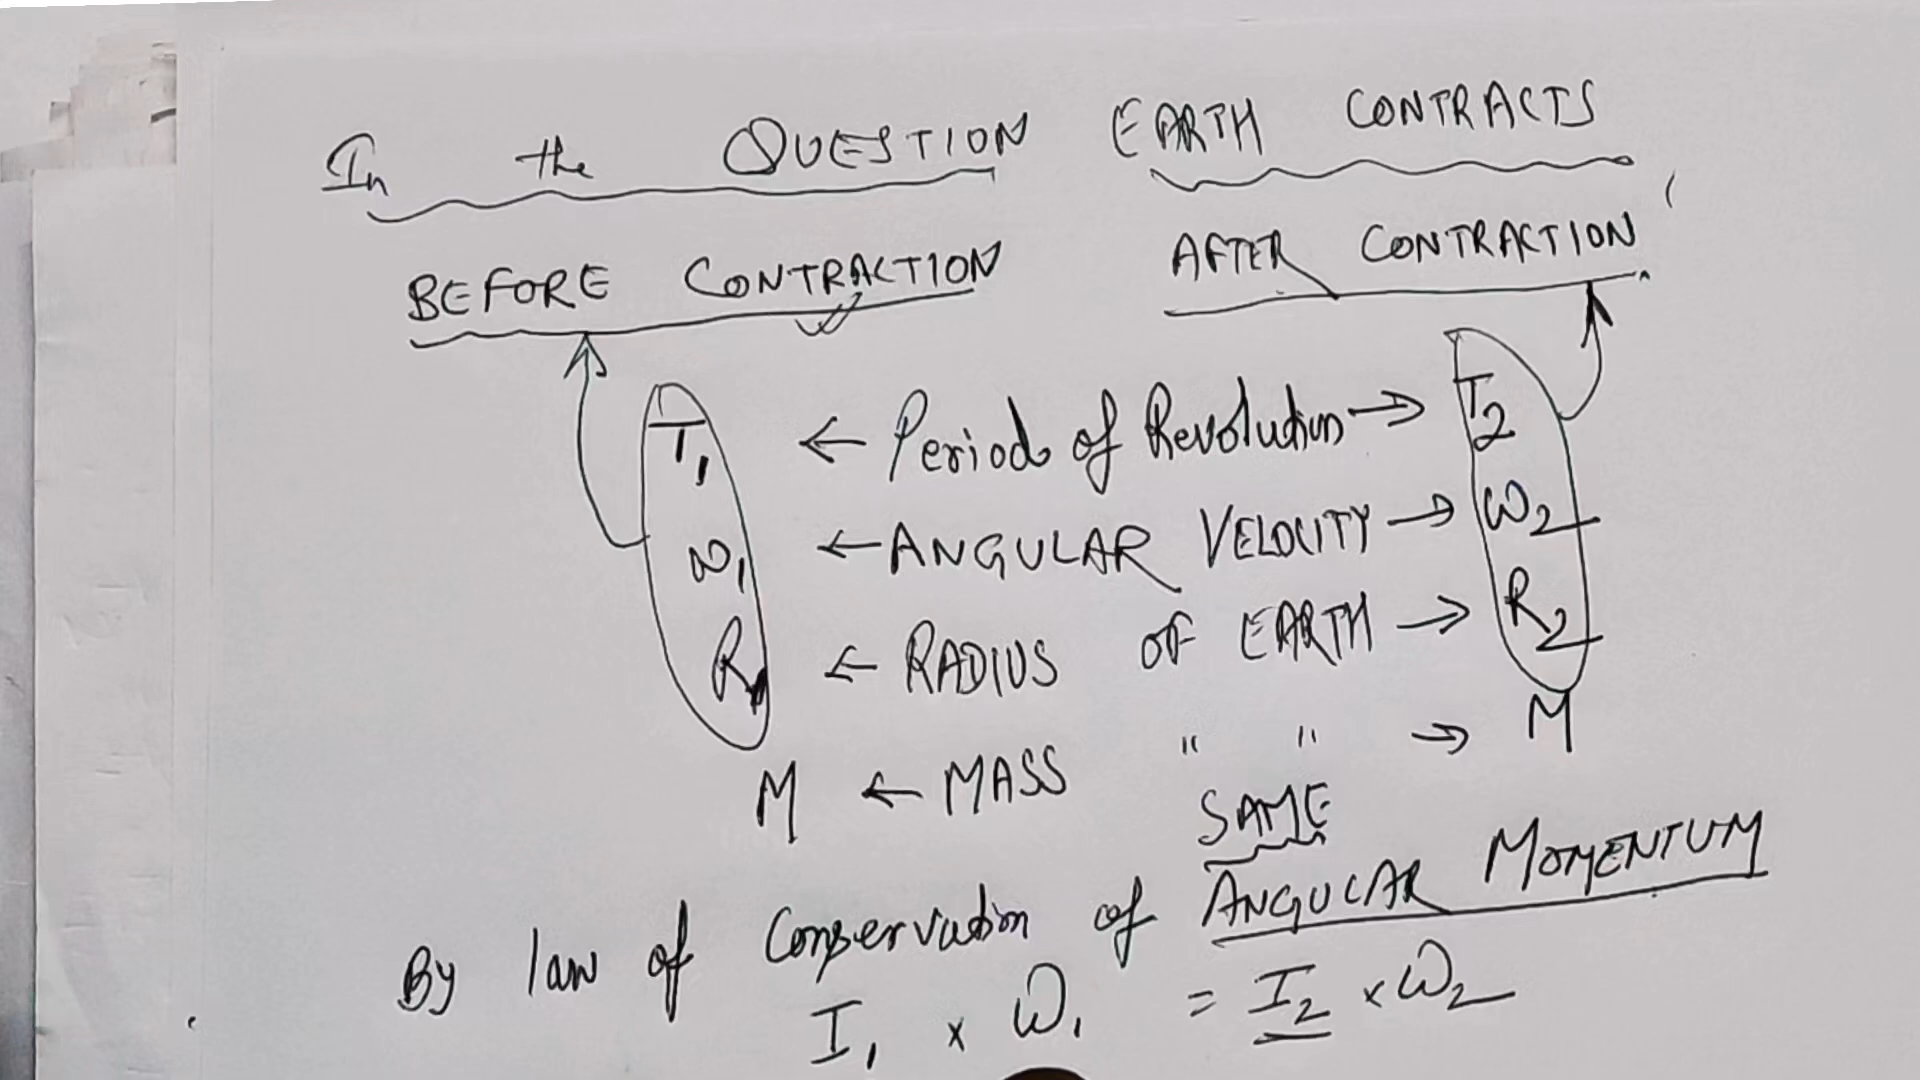 In the QUESTION EARTH CONTRACTS
BEFORE CONTRACTION AFTER CONTRACTION
T₁ ← Period of Revolution → T₂
ω₁ ← ANGULAR VELOCITY → ω₂
R₁ ← RADIUS OF EARTH → R₂
M ← MASS " " → M
SAME
By law of Conservation of ANGULAR MOMENTUM
I₁ × ω₁ = I₂ × ω₂